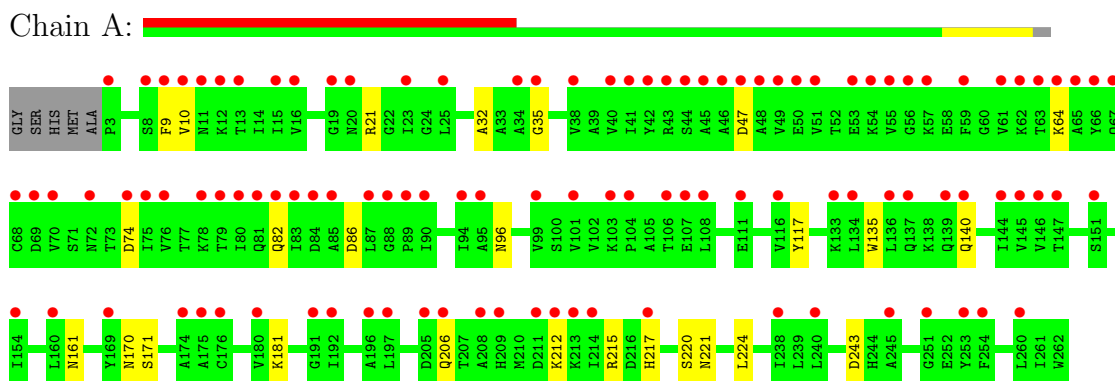 Chain A:
GLY SER HIS MET ALA P3 S8 F9 V10 N11 K12 T13 I14 I15 V16 G19 N20 R21 G22 I23 G24 L25 A32 A33 A34 G35 V38 A39 V40 I41 Y42 R43 S44 A45 A46 D47 A48 V49 E50 V51 T52 E53 K54 V55 G56 K57 E58 F59 G60 V61 K62 T63 K64 A65 Y66 Q67
C68 D69 V70 S71 N72 T73 D74 I75 V76 T77 K78 T79 I80 Q81 Q82 I83 D84 A85 D86 L87 G88 P89 I90 I94 A95 N96 V99 S100 V101 V102 K103 P104 A105 T106 E107 L108 E111 V116 Y117 K133 L134 W135 L136 Q137 K138 Q139 Q140 I144 V145 V146 T147 S151
I154 L160 N161 Y169 N170 S171 A174 A175 C176 V180 K181 G191 I192 A196 L197 D205 Q206 T207 A208 H209 M210 D211 K212 K213 I214 R215 D216 H217 S220 N221 L224 I238 L239 L240 D243 H244 A245 G251 E252 Y253 F254 L260 I261 W262